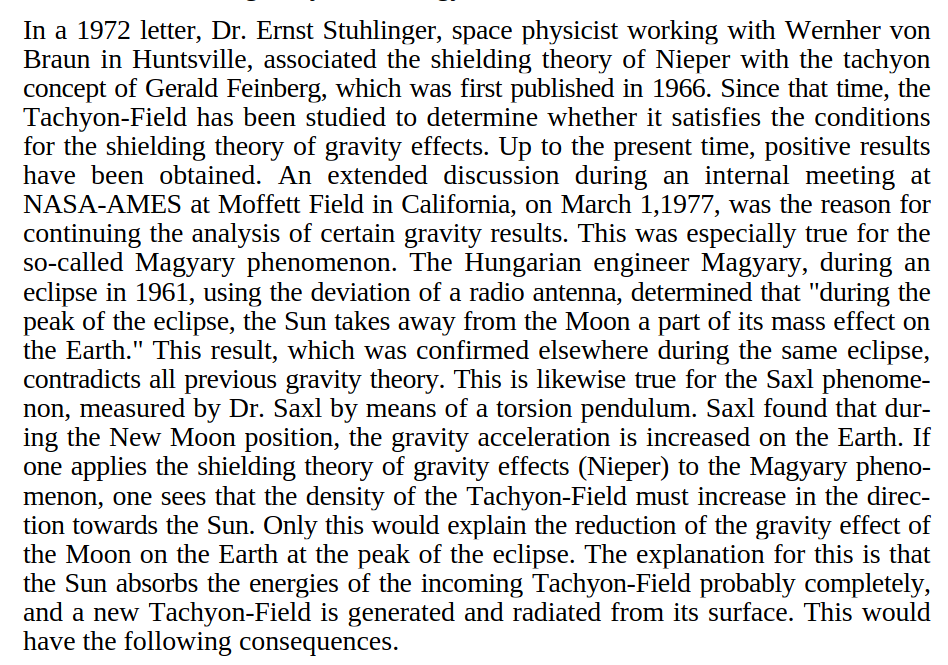 In a 1972 letter, Dr. Ernst Stuhlinger, space physicist working with Wernher von
Braun in Huntsville, associated the shielding theory of Nieper with the tachyon
concept of Gerald Feinberg, which was first published in 1966. Since that time, the
Tachyon-Field has been studied to determine whether it satisfies the conditions
for the shielding theory of gravity effects. Up to the present time, positive results
have been obtained. An extended discussion during an internal meeting at
NASA-AMES at Moffett Field in California, on March 1,1977, was the reason for
continuing the analysis of certain gravity results. This was especially true for the
so-called Magyary phenomenon. The Hungarian engineer Magyary, during an
eclipse in 1961, using the deviation of a radio antenna, determined that "during the
peak of the eclipse, the Sun takes away from the Moon a part of its mass effect on
the Earth." This result, which was confirmed elsewhere during the same eclipse,
contradicts all previous gravity theory. This is likewise true for the Saxl phenome-
non, measured by Dr. Saxl by means of a torsion pendulum. Saxl found that dur-
ing the New Moon position, the gravity acceleration is increased on the Earth. If
one applies the shielding theory of gravity effects (Nieper) to the Magyary pheno-
menon, one sees that the density of the Tachyon-Field must increase in the direc-
tion towards the Sun. Only this would explain the reduction of the gravity effect of
the Moon on the Earth at the peak of the eclipse. The explanation for this is that
the Sun absorbs the energies of the incoming Tachyon-Field probably completely,
and a new Tachyon-Field is generated and radiated from its surface. This would
have the following consequences.